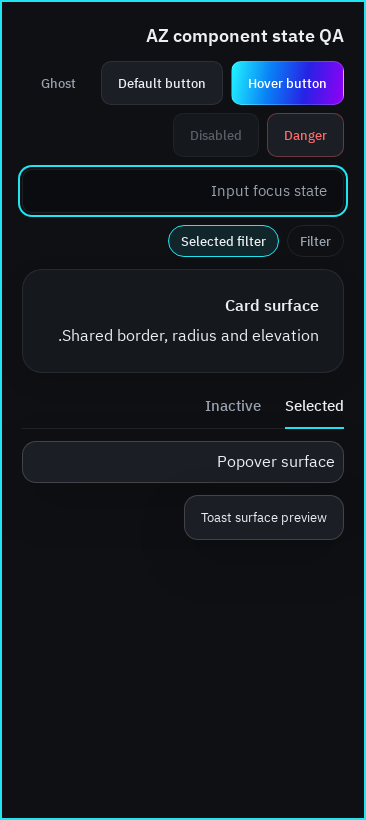 AZ component state QA
Hover button
Default button
Ghost
Danger
Disabled
Input focus state
Filter
Selected filter
Card surface
Shared border, radius and elevation.
Selected
Inactive
Popover surface
Toast surface preview